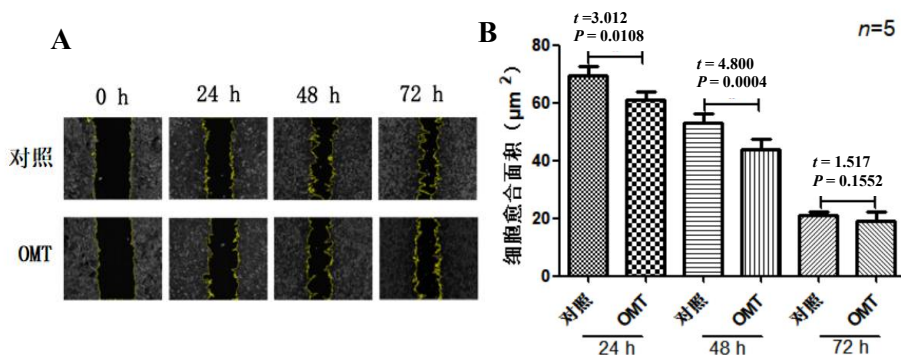 A
0 h
24 h
48 h
72 h
对照
OMT
B
n=5
细胞愈合面积（μm²）
80
60
40
20
0
t =3.012
P = 0.0108
t = 4.800
P = 0.0004
t = 1.517
P = 0.1552
对照
OMT
对照
OMT
对照
OMT
24 h
48 h
72 h